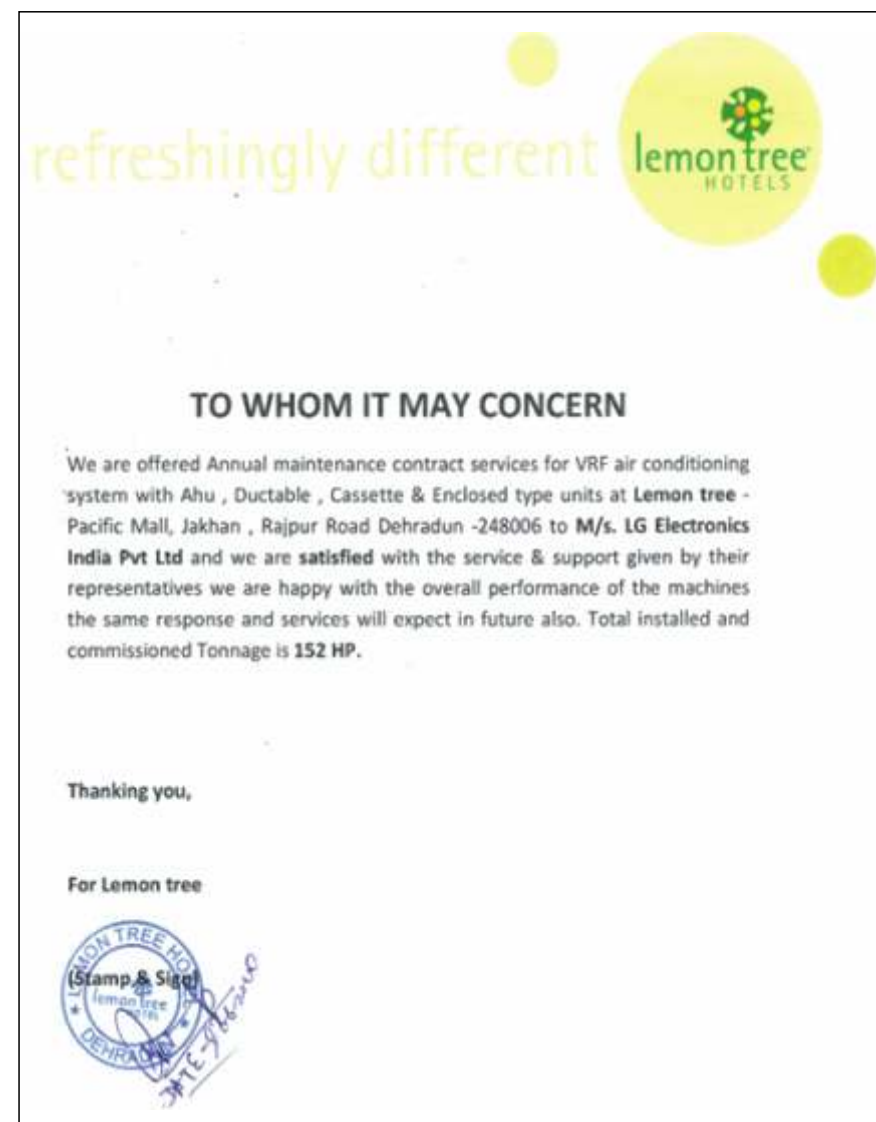 refreshingly different
lemon tree
HOTELS
TO WHOM IT MAY CONCERN
We are offered Annual maintenance contract services for VRF air conditioning
system with Ahu , Ductable , Cassette & Enclosed type units at Lemon tree -
Pacific Mall, Jakhan , Rajpur Road Dehradun -248006 to M/s. LG Electronics
India Pvt Ltd and we are satisfied with the service & support given by their
representatives we are happy with the overall performance of the machines
the same response and services will expect in future also. Total installed and
commissioned Tonnage is 152 HP.
Thanking you,
For Lemon tree
(Stamp & Sign)
LEMON TREE HOTEL
lemon tree
HOTEL
DEHRADUN